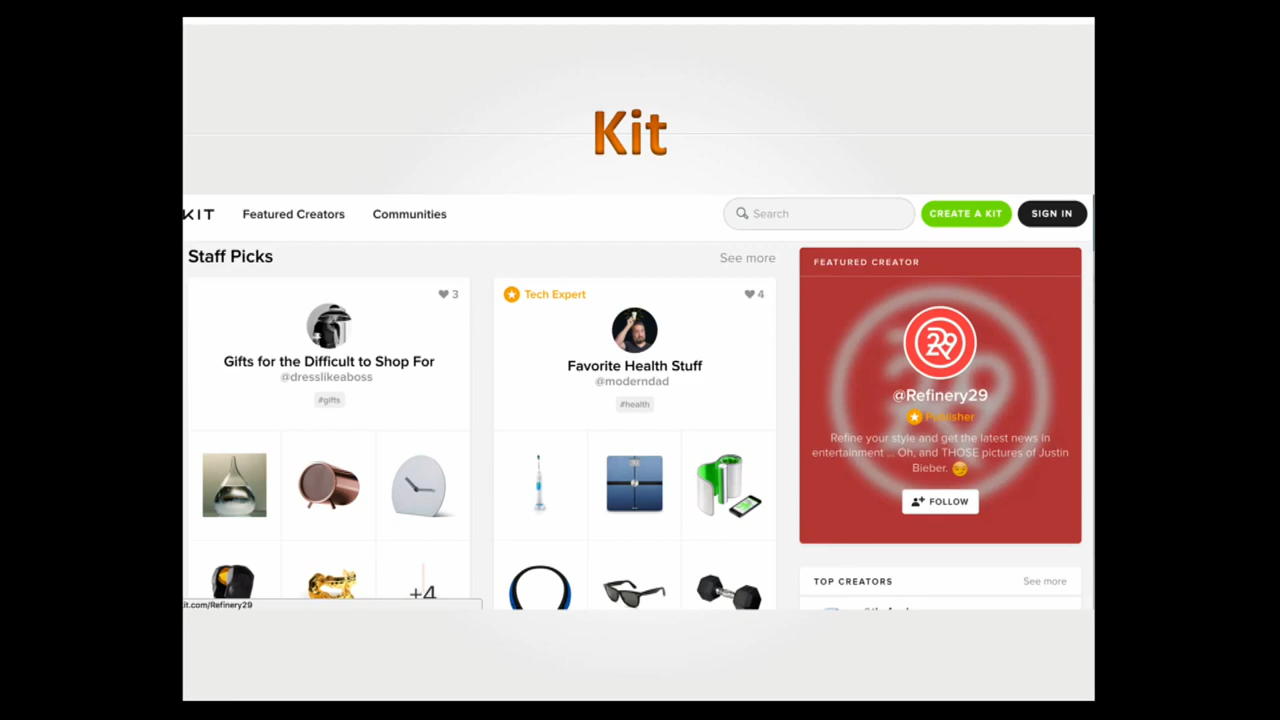 Kit
KIT
Featured Creators
Communities
Search
CREATE A KIT
SIGN IN
Staff Picks
See more
3
Gifts for the Difficult to Shop For
@dresslikeaboss
#gifts
+4
it.com/Refinery29
Tech Expert
4
Favorite Health Stuff
@moderndad
#health
FEATURED CREATOR
@Refinery29
Publisher
Refine your style and get the latest news in
entertainment ... Oh, and THOSE pictures of Justin
Bieber.
FOLLOW
TOP CREATORS
See more